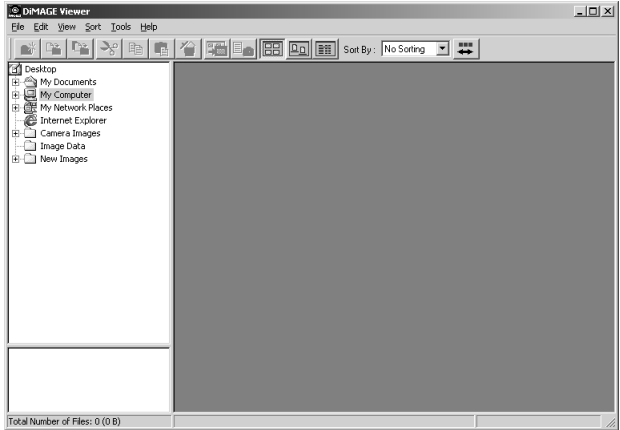 DiMAGE Viewer
File Edit View Sort Tools Help
Sort By : No Sorting
Desktop
My Documents
My Computer
My Network Places
Internet Explorer
Camera Images
Image Data
New Images
Total Number of Files: 0 (0 B)